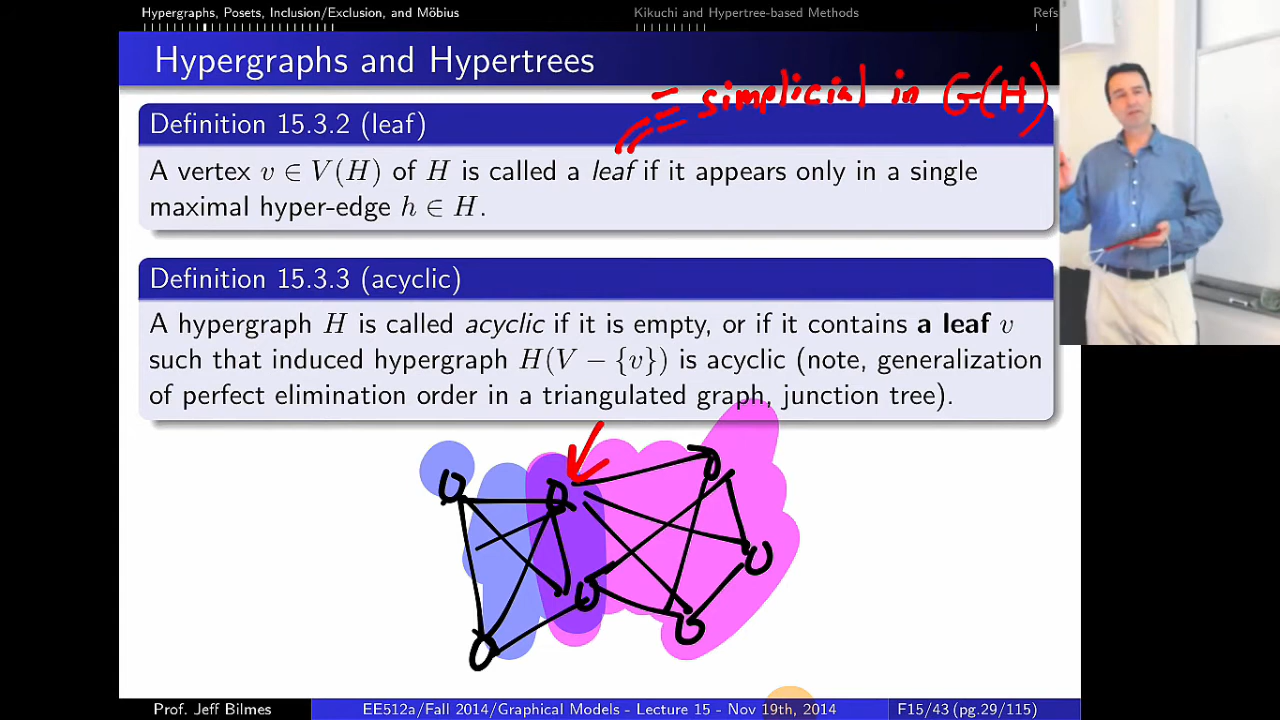 Hypergraphs, Posets, Inclusion/Exclusion, and Möbius Kikuchi and Hypertree-based Methods Refs
Hypergraphs and Hypertrees
= simplicial in G(H)
Definition 15.3.2 (leaf)
A vertex v ∈ V(H) of H is called a leaf if it appears only in a single
maximal hyper-edge h ∈ H.
Definition 15.3.3 (acyclic)
A hypergraph H is called acyclic if it is empty, or if it contains a leaf v
such that induced hypergraph H(V − {v}) is acyclic (note, generalization
of perfect elimination order in a triangulated graph, junction tree).
Prof. Jeff Bilmes EE512a/Fall 2014/Graphical Models - Lecture 15 - Nov 19th, 2014 F15/43 (pg.29/115)